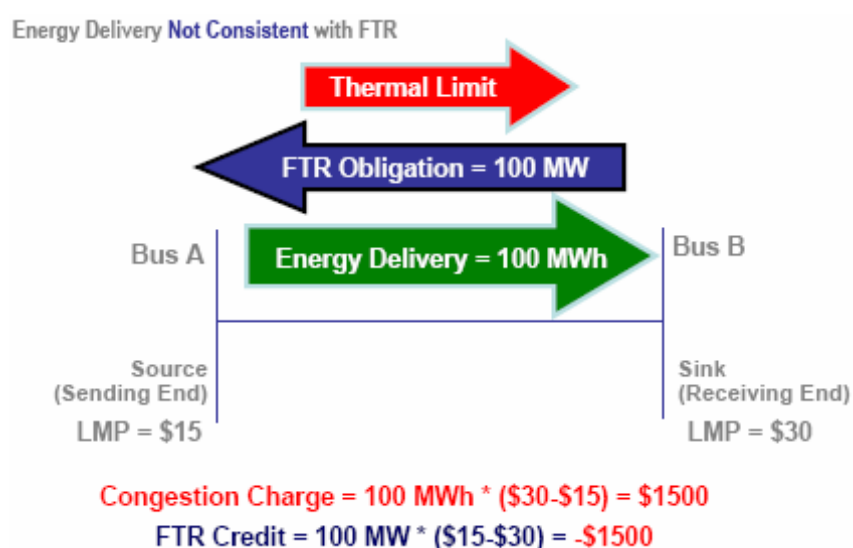 Energy Delivery Not Consistent with FTR
Thermal Limit
FTR Obligation = 100 MW
Bus A
Energy Delivery = 100 MWh
Bus B
Source
(Sending End)
LMP = $15
Sink
(Receiving End)
LMP = $30
Congestion Charge = 100 MWh * ($30-$15) = $1500
FTR Credit = 100 MW * ($15-$30) = -$1500